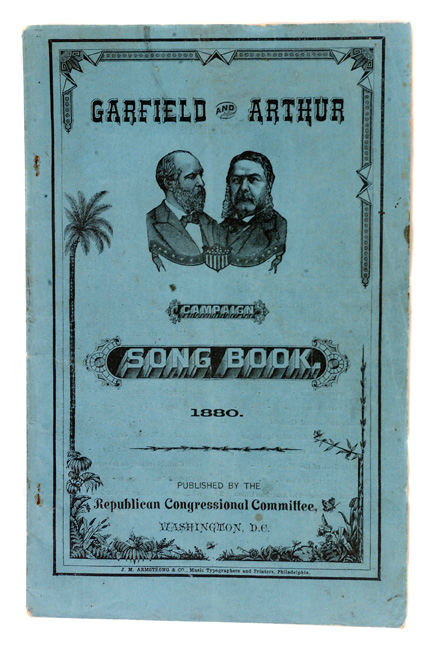 GARFIELD AND ARTHUR
CAMPAIGN
SONG BOOK,
1880.
PUBLISHED BY THE
Republican Congressional Committee,
WASHINGTON, D.C.
J. M. ARMSTRONG & CO., Music Typographers and Printers, Philadelphia.